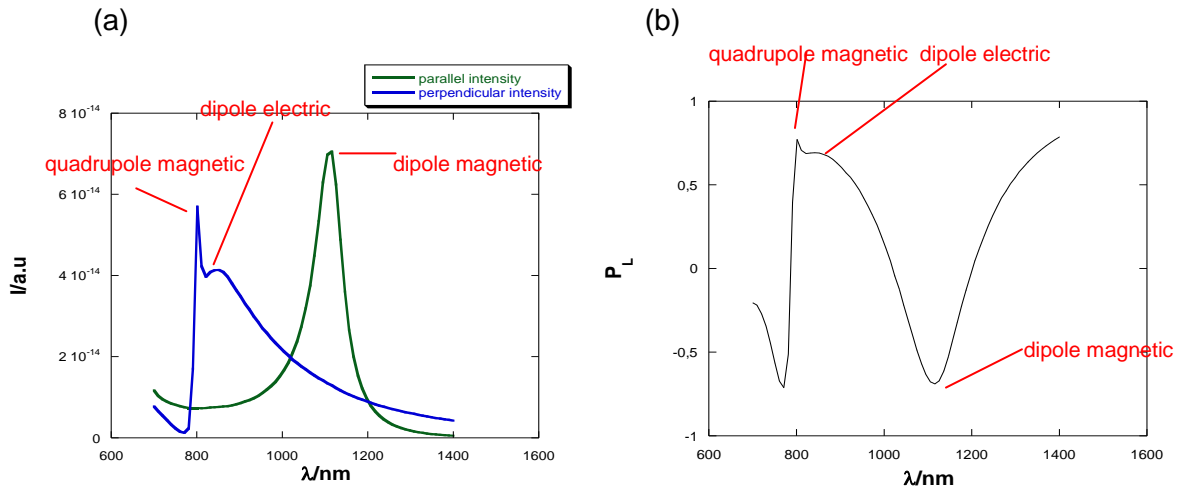 (a)
parallel intensity
perpendicular intensity
dipole electric
quadrupole magnetic
dipole magnetic
8 10^-14
6 10^-14
4 10^-14
2 10^-14
0
I/a.u
600 800 1000 1200 1400 1600
λ/nm
(b)
quadrupole magnetic dipole electric
1
0,5
0
-0,5
-1
P_L
dipole magnetic
600 800 1000 1200 1400 1600
λ/nm